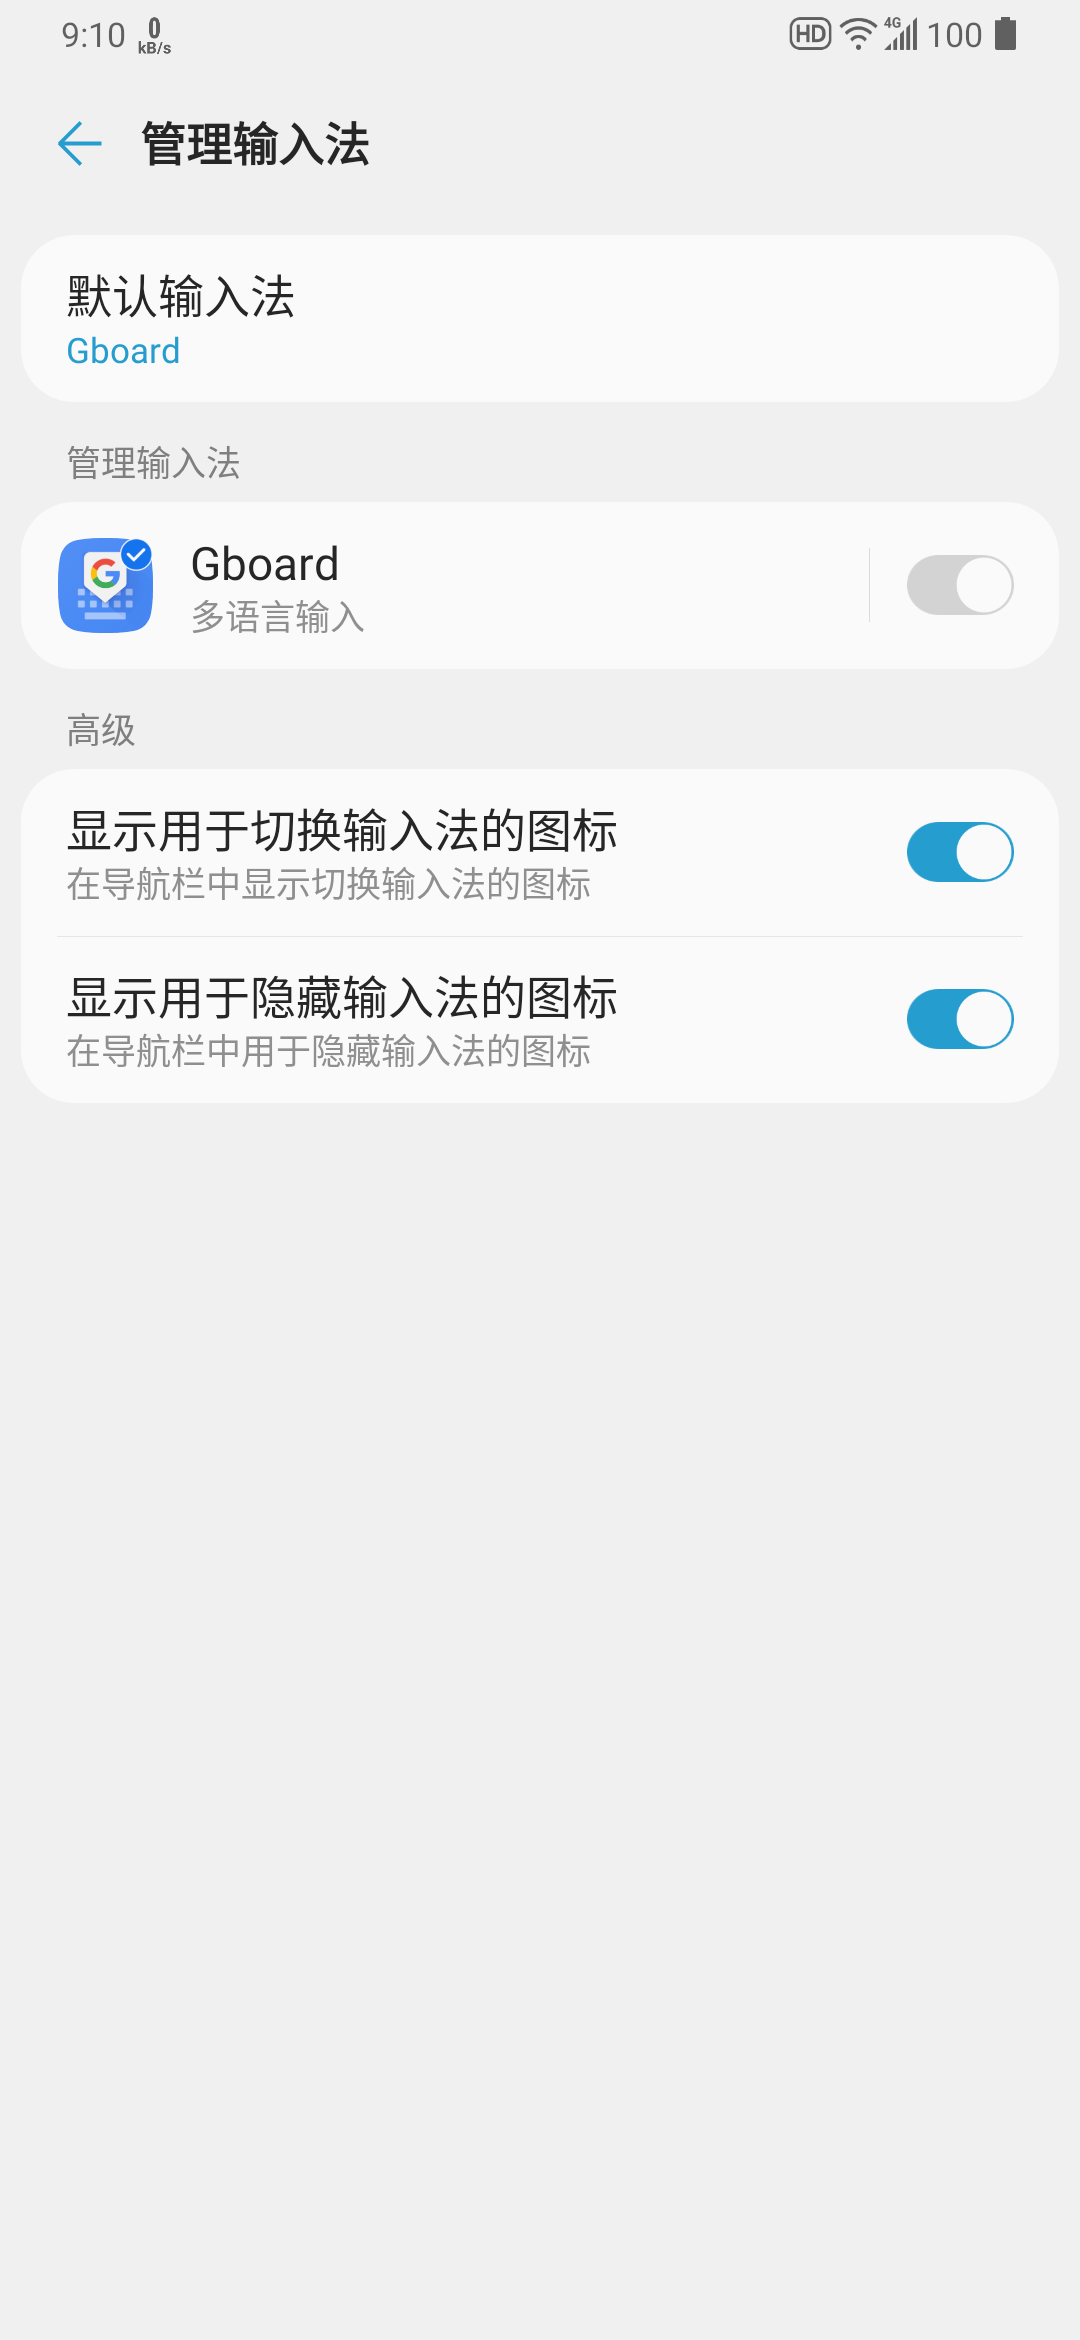 9:10
0
kB/s
HD
4G
100
管理输入法
默认输入法
Gboard
管理输入法
Gboard
多语言输入
高级
显示用于切换输入法的图标
在导航栏中显示切换输入法的图标
显示用于隐藏输入法的图标
在导航栏中用于隐藏输入法的图标